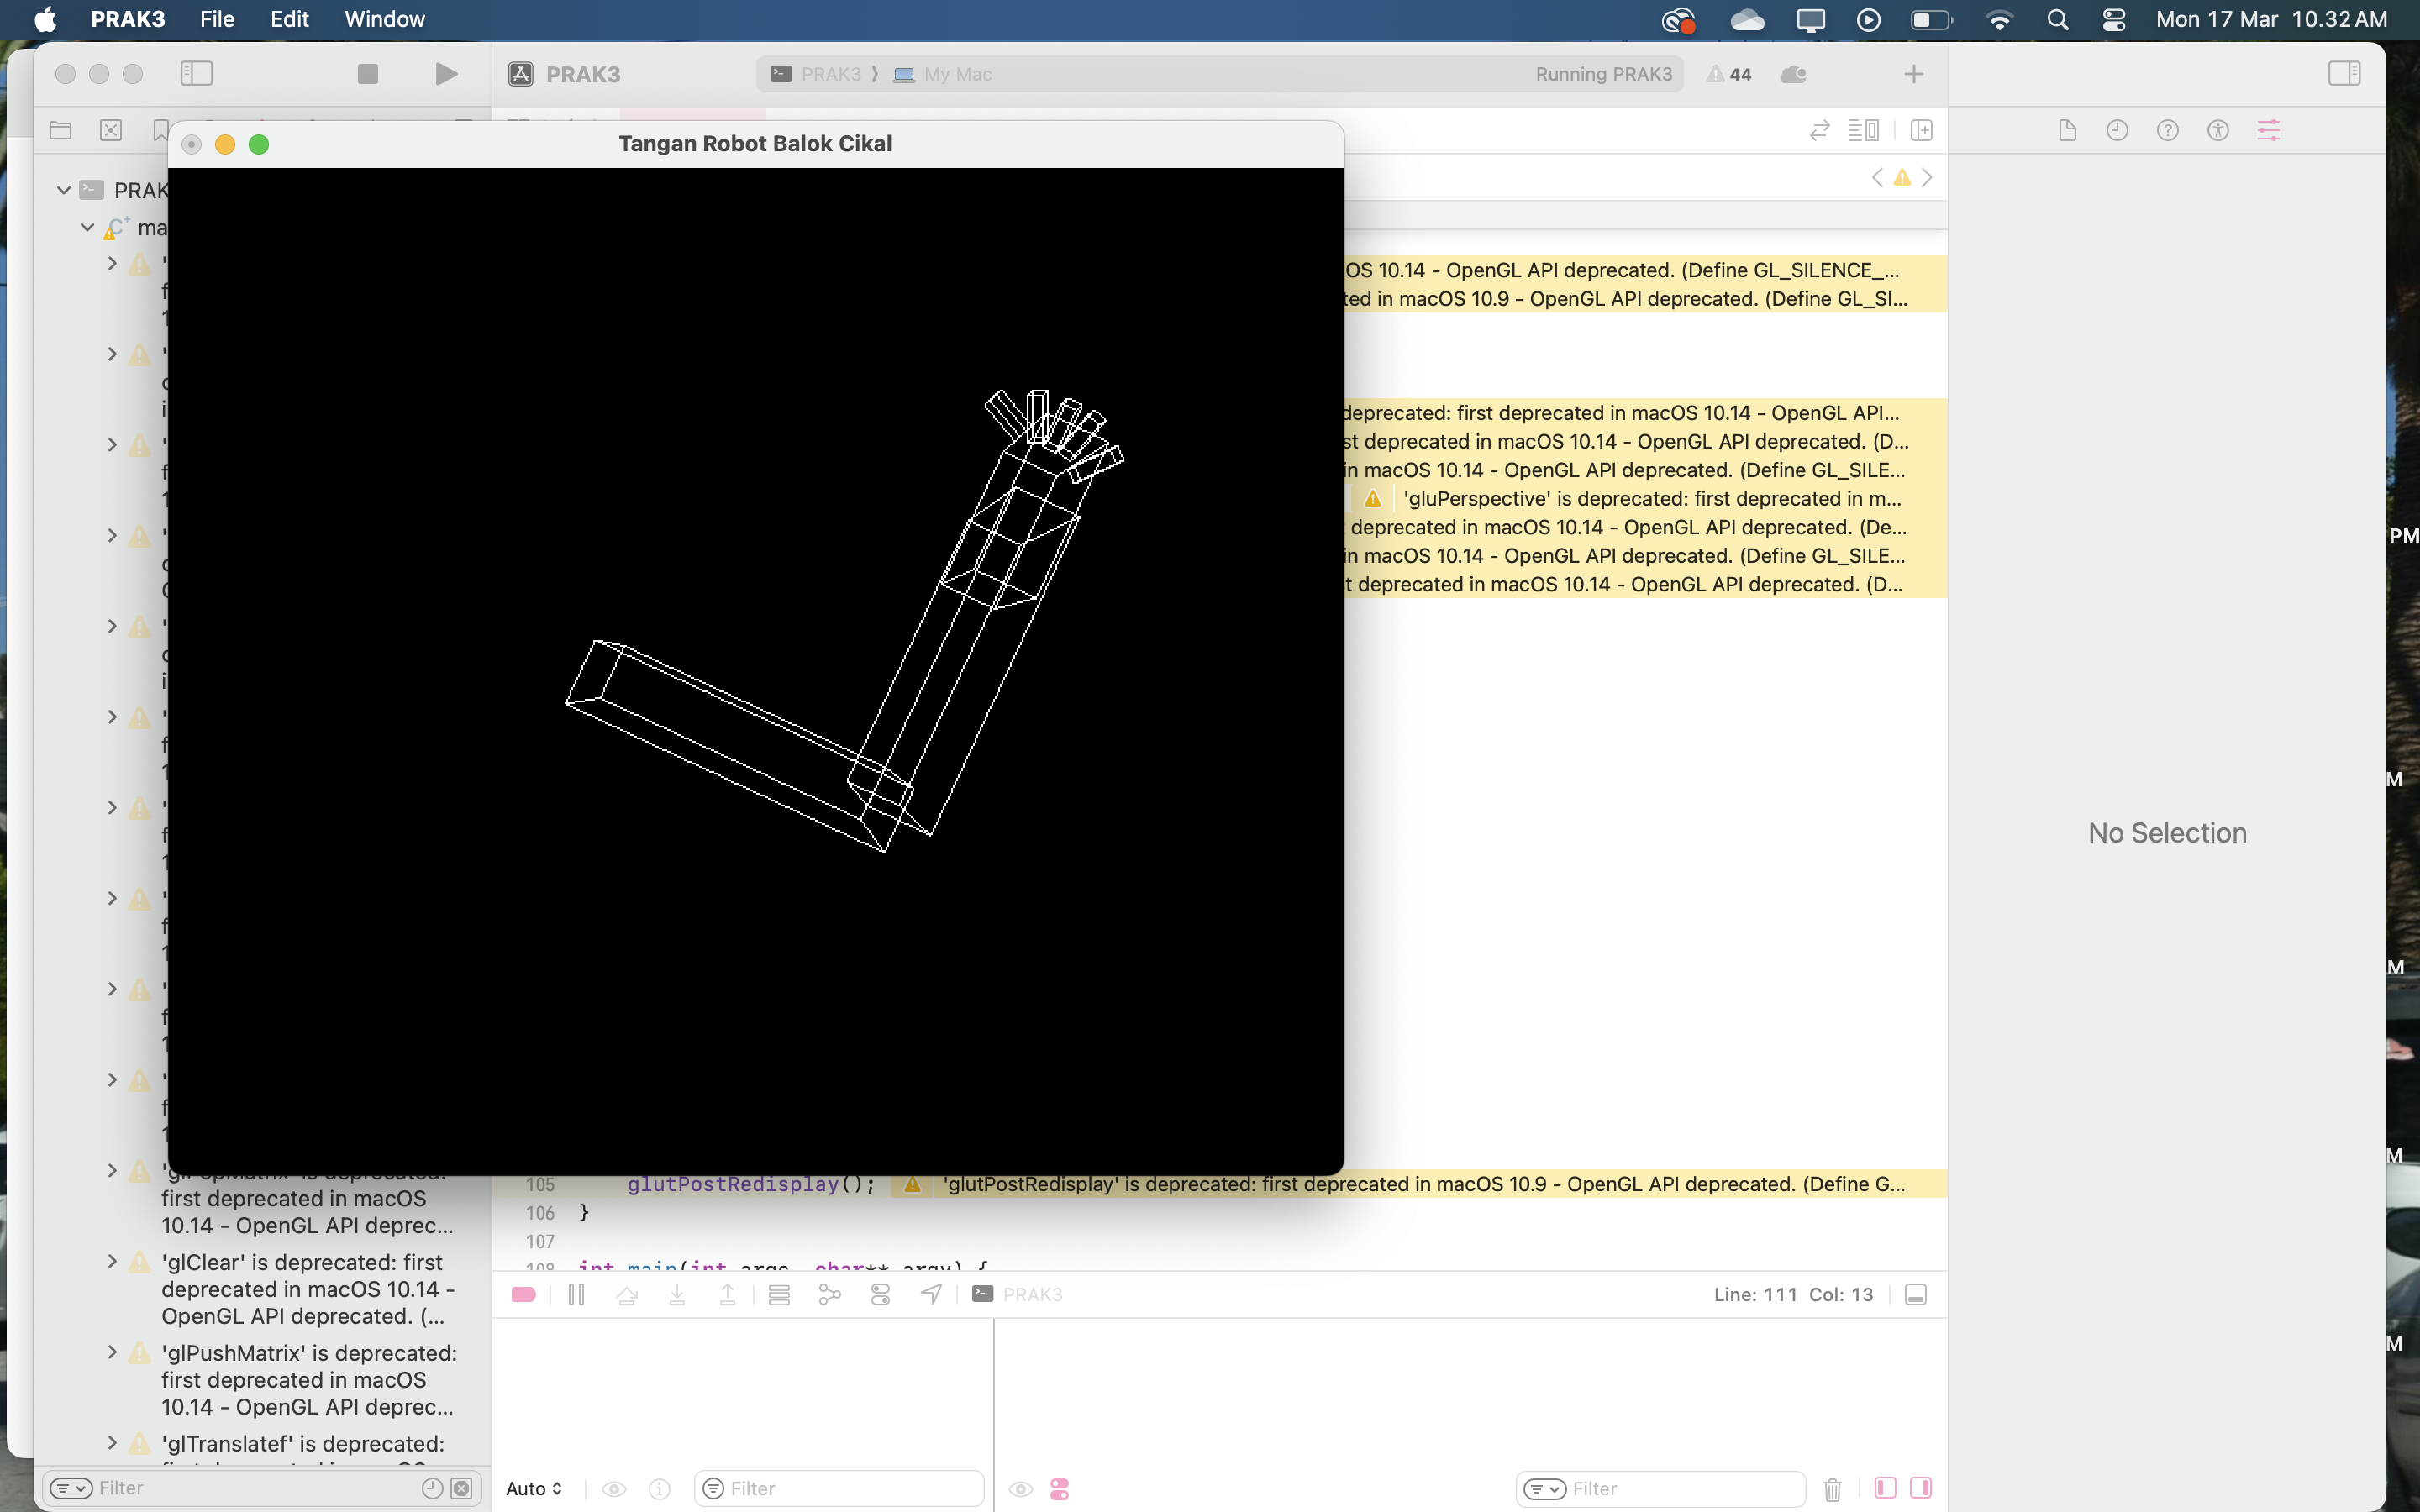 PRAK3 File Edit Window Mon 17 Mar 10.32 AM
PRAK3
PRAK3 ⟩ My Mac Running PRAK3 44
Tangan Robot Balok Cikal
OS 10.14 - OpenGL API deprecated. (Define GL_SILENCE_...
ted in macOS 10.9 - OpenGL API deprecated. (Define GL_SI...
deprecated: first deprecated in macOS 10.14 - OpenGL API...
st deprecated in macOS 10.14 - OpenGL API deprecated. (D...
in macOS 10.14 - OpenGL API deprecated. (Define GL_SILE...
'gluPerspective' is deprecated: first deprecated in m...
deprecated in macOS 10.14 - OpenGL API deprecated. (De...
in macOS 10.14 - OpenGL API deprecated. (Define GL_SILE...
t deprecated in macOS 10.14 - OpenGL API deprecated. (D...
PM
M
M
M
M
No Selection
PRAK
ma
first deprecated in macOS
10.14 - OpenGL API deprec...
'glClear' is deprecated: first
deprecated in macOS 10.14 -
OpenGL API deprecated. (...
'glPushMatrix' is deprecated:
first deprecated in macOS
10.14 - OpenGL API deprec...
'glTranslatef' is deprecated:
Filter
105 glutPostRedisplay(); 'glutPostRedisplay' is deprecated: first deprecated in macOS 10.9 - OpenGL API deprecated. (Define G...
106 }
107
108 int main(int argc, char** argv) {
PRAK3 Line: 111 Col: 13
Auto Filter
Filter